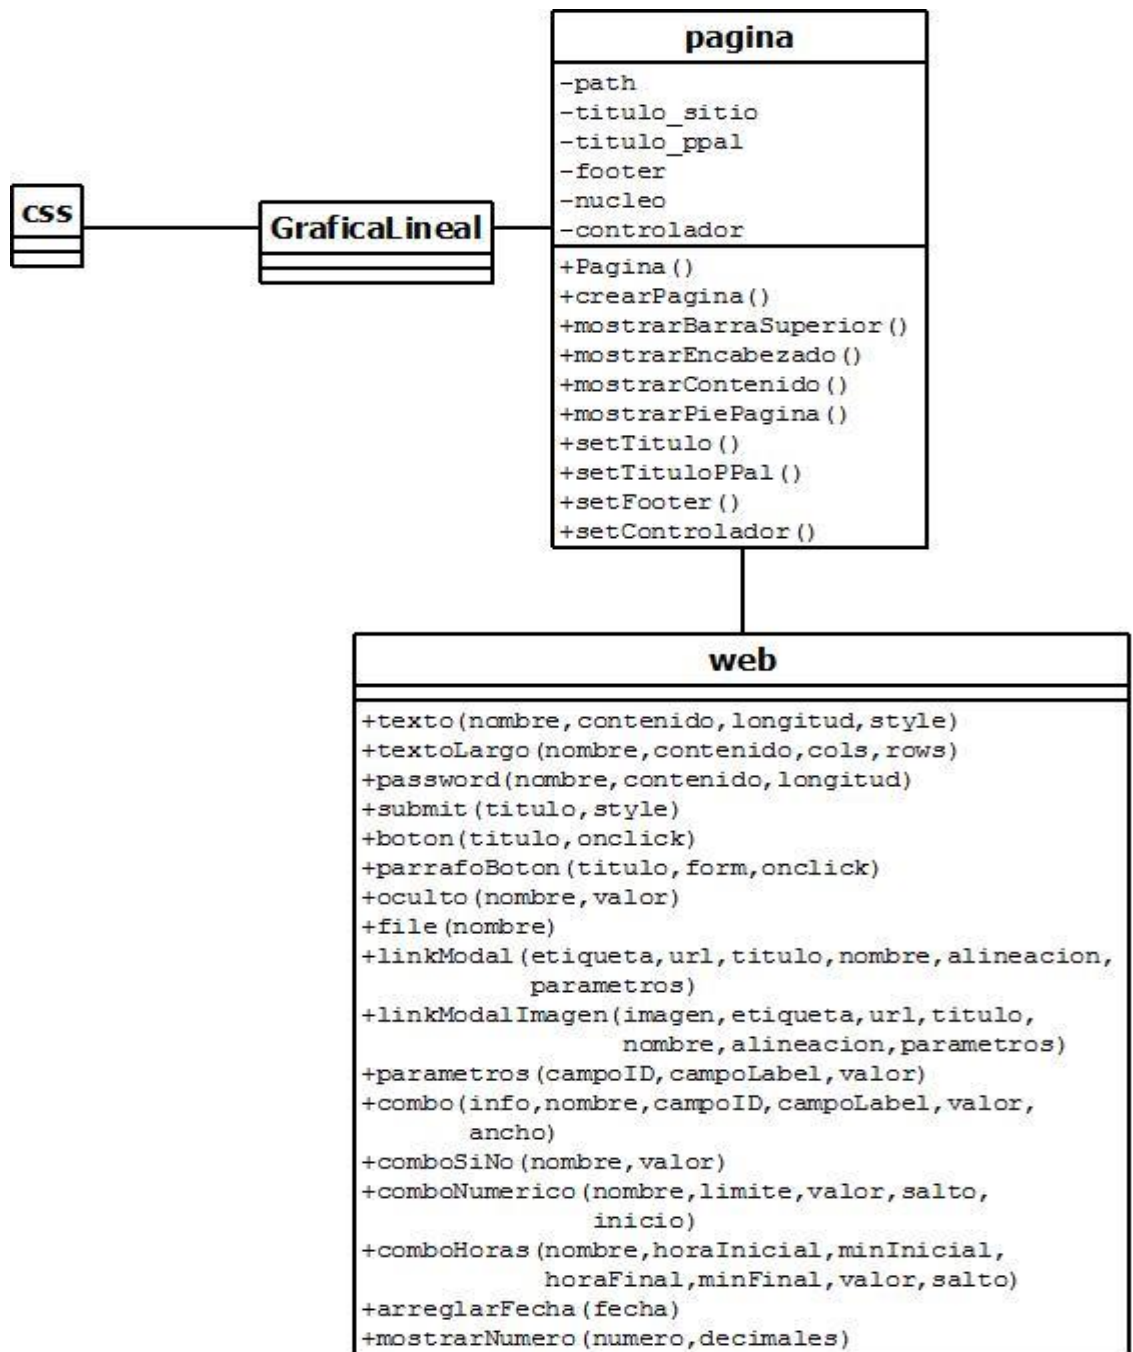 pagina
-path
-titulo_sitio
-titulo_ppal
-footer
-nucleo
-controlador
+Pagina()
+crearPagina()
+mostrarBarraSuperior()
+mostrarEncabezado()
+mostrarContenido()
+mostrarPiePagina()
+setTitulo()
+setTituloPPal()
+setFooter()
+setControlador()
css
GraficaLineal
web
+texto(nombre,contenido,longitud,style)
+textoLargo(nombre,contenido,cols,rows)
+password(nombre,contenido,longitud)
+submit(titulo,style)
+boton(titulo,onclick)
+parrafoBoton(titulo,form,onclick)
+oculto(nombre,valor)
+file(nombre)
+linkModal(etiqueta,url,titulo,nombre,alineacion,
parametros)
+linkModalImagen(imagen,etiqueta,url,titulo,
nombre,alineacion,parametros)
+parametros(campoID,campoLabel,valor)
+combo(info,nombre,campoID,campoLabel,valor,
ancho)
+comboSiNo(nombre,valor)
+comboNumerico(nombre,limite,valor,salto,
inicio)
+comboHoras(nombre,horaInicial,minInicial,
horaFinal,minFinal,valor,salto)
+arreglarFecha(fecha)
+mostrarNumero(numero,decimales)